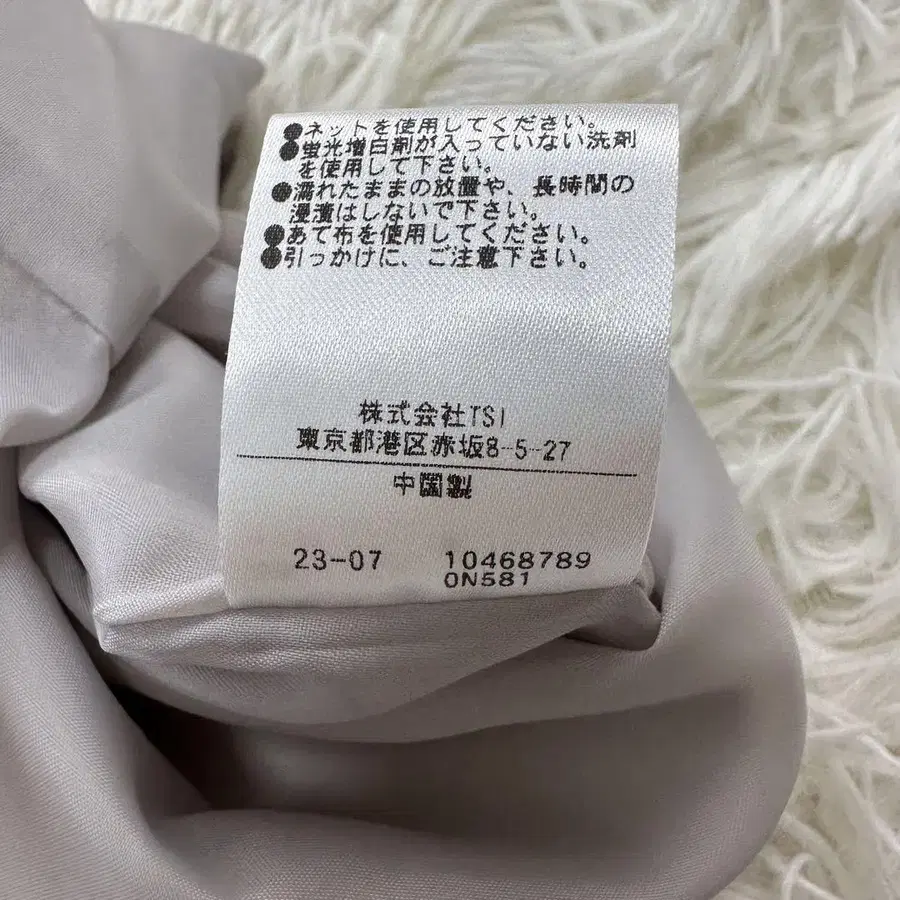 ●ネットを使用してください。
●蛍光増白剤が入っていない洗剤
を使用して下さい。
●濡れたままの放置や、長時間の
浸漬はしないで下さい。
●あて布を使用してください。
●引っかけに、ご注意下さい。
株式会社TSI
東京都港区赤坂8-5-27
中国製
23-07 10468789
0N581